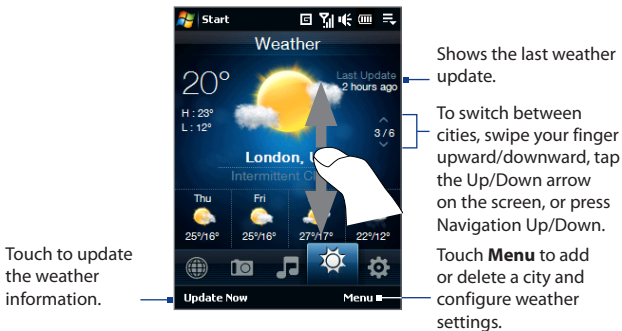 Start
Weather
20°
Last Update
2 hours ago
H : 23°
L : 12°
3 / 6
London, U
Intermittent Cl
Thu
Fri
25°/16°
25°/16°
27°/17°
22°/12°
Update Now
Menu
Shows the last weather
update.
To switch between
cities, swipe your finger
upward/downward, tap
the Up/Down arrow
on the screen, or press
Navigation Up/Down.
Touch Menu to add
or delete a city and
configure weather
settings.
Touch to update
the weather
information.